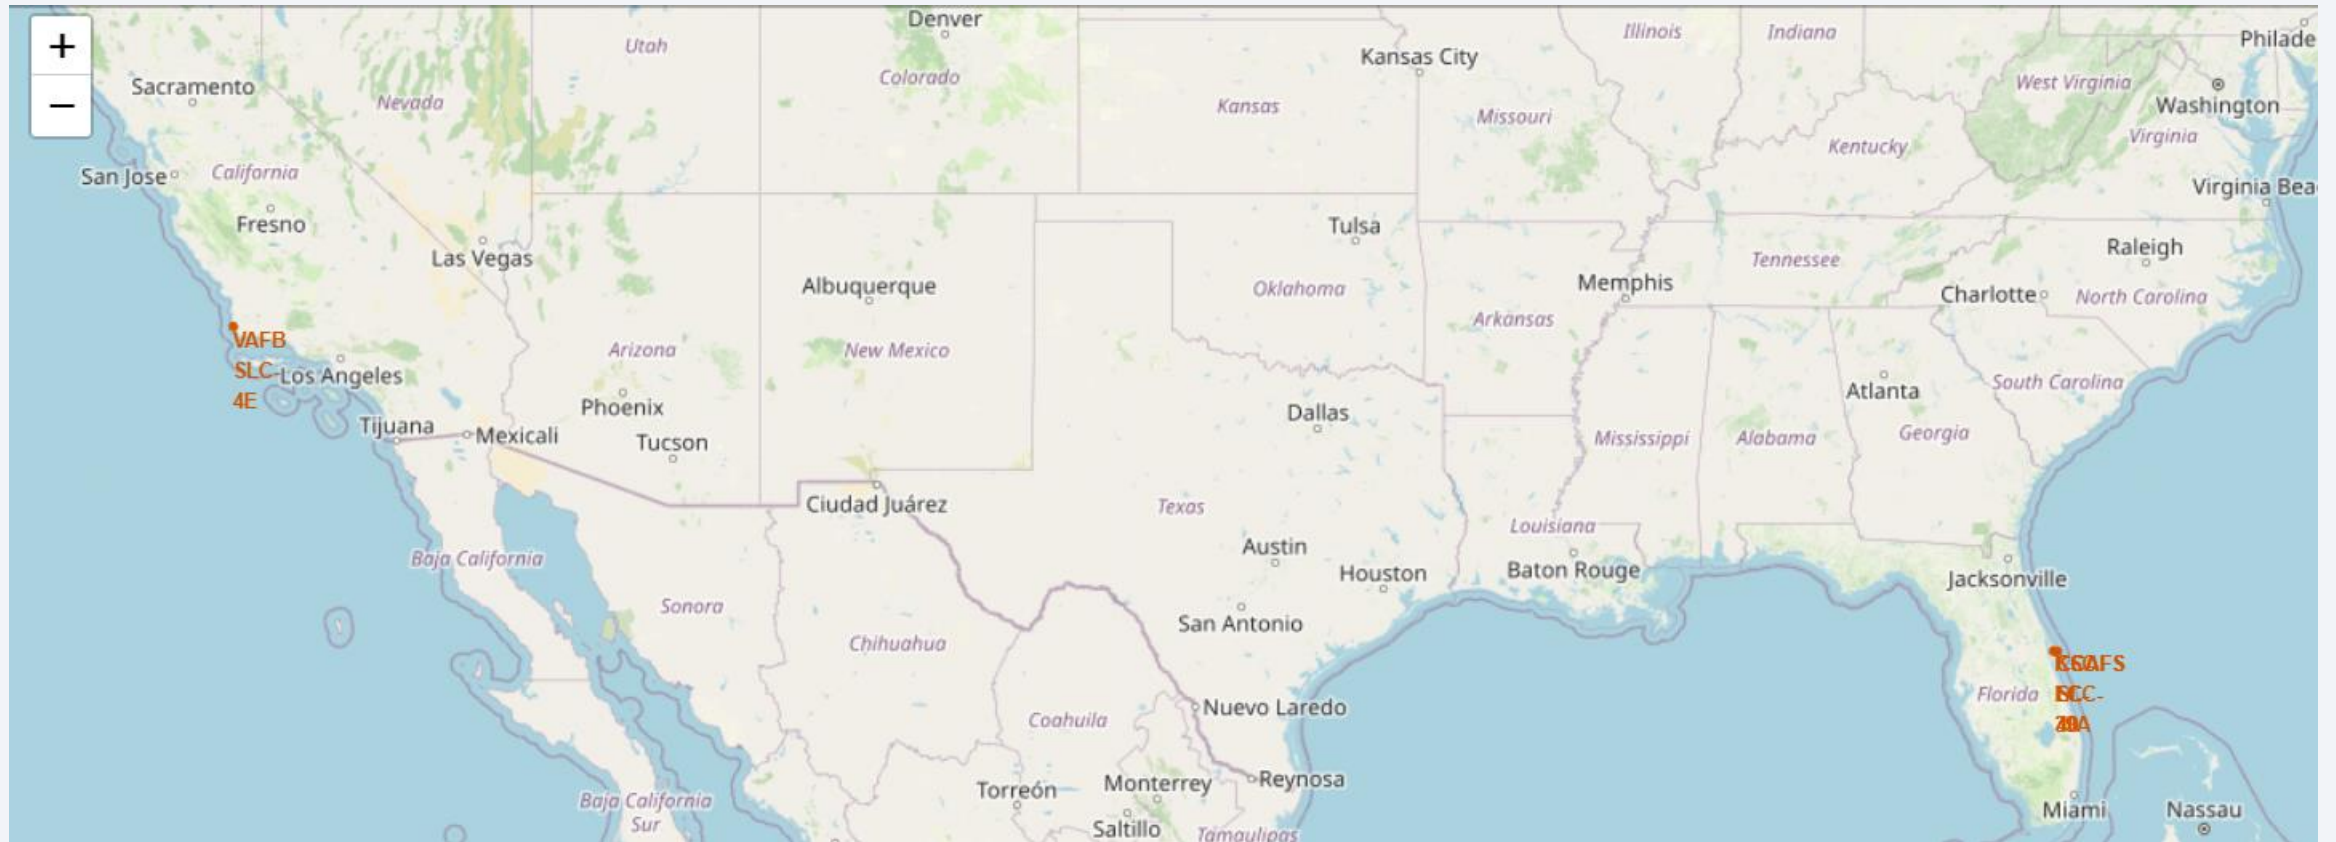 +
−
Denver
Utah
Colorado
Kansas City
Illinois
Indiana
Philade
Sacramento
Nevada
Kansas
Missouri
West Virginia
Washington
Virginia
Kentucky
San Jose
California
Virginia Bea
Fresno
Las Vegas
Tulsa
Raleigh
Albuquerque
Oklahoma
Memphis
Tennessee
Charlotte
North Carolina
VAFB
SLC-
4E
Los Angeles
Arizona
New Mexico
Arkansas
South Carolina
Phoenix
Dallas
Atlanta
Tijuana
Mexicali
Tucson
Mississippi
Alabama
Georgia
Ciudad Juárez
Texas
Louisiana
Austin
Baja California
Houston
Baton Rouge
Jacksonville
Sonora
San Antonio
Chihuahua
Florida
Nuevo Laredo
Coahuila
Reynosa
Torreón
Monterrey
Baja California
Sur
Miami
Nassau
Saltillo
Tamaulipas